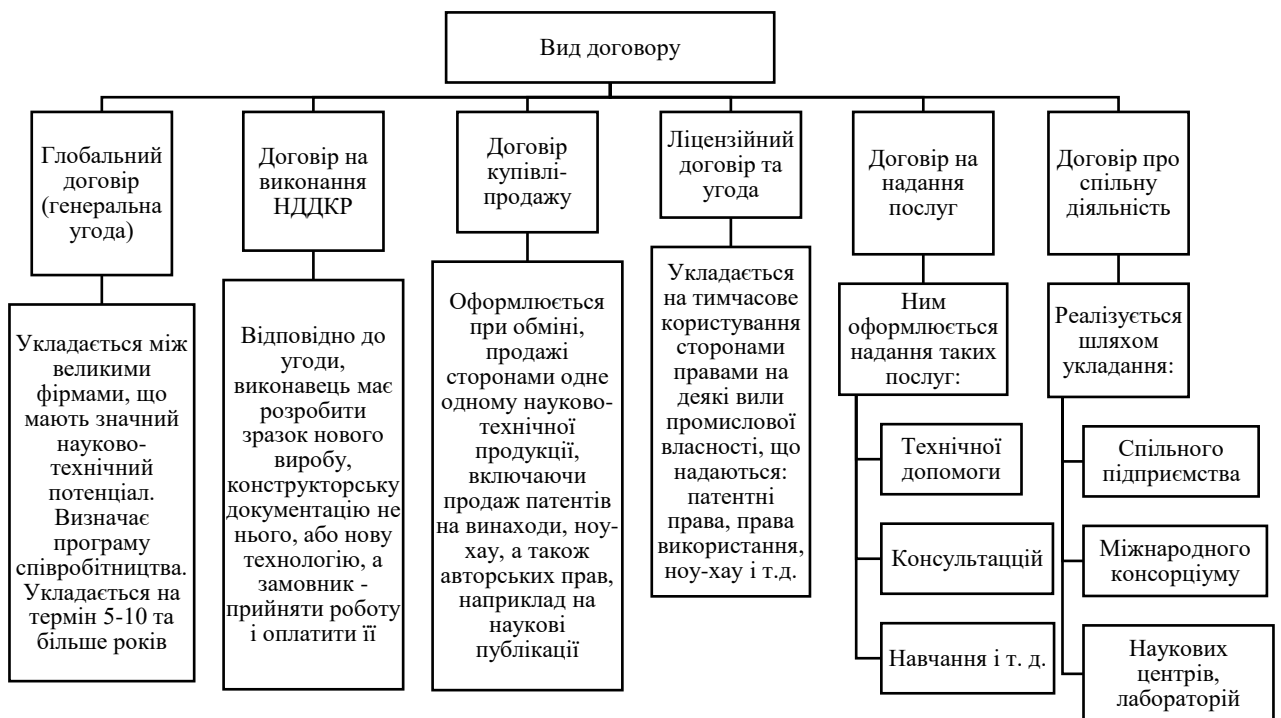 Вид договору
Глобальний
договір
(генеральна
угода)
Укладається між
великими
фірмами, що
мають значний
науково-
технічний
потенціал.
Визначає
програму
співробітництва.
Укладається на
термін 5-10 та
більше років
Договір на
виконання
НДДКР
Відповідно до
угоди,
виконавець має
розробити
зразок нового
виробу,
конструкторську
документацію не
нього, або нову
технологію, а
замовник -
прийняти роботу
і оплатити її
Договір
купівлі-
продажу
Оформлюється
при обміні,
продажі
сторонами одне
одному науково-
технічної
продукції,
включаючи
продаж патентів
на винаходи, ноу-
хау, а також
авторських прав,
наприклад на
наукові
публікації
Ліцензійний
договір та
угода
Укладається
на тимчасове
користування
сторонами
правами на
деякі вили
промислової
власності, що
надаються:
патентні
права, права
використання,
ноу-хау і т.д.
Договір на
надання
послуг
Ним
оформлюється
надання таких
послуг:
Технічної
допомоги
Консультаццій
Навчання і т. д.
Договір про
спільну
діяльність
Реалізується
шляхом
укладання:
Спільного
підприємства
Міжнародного
консорціуму
Наукових
центрів,
лабораторій